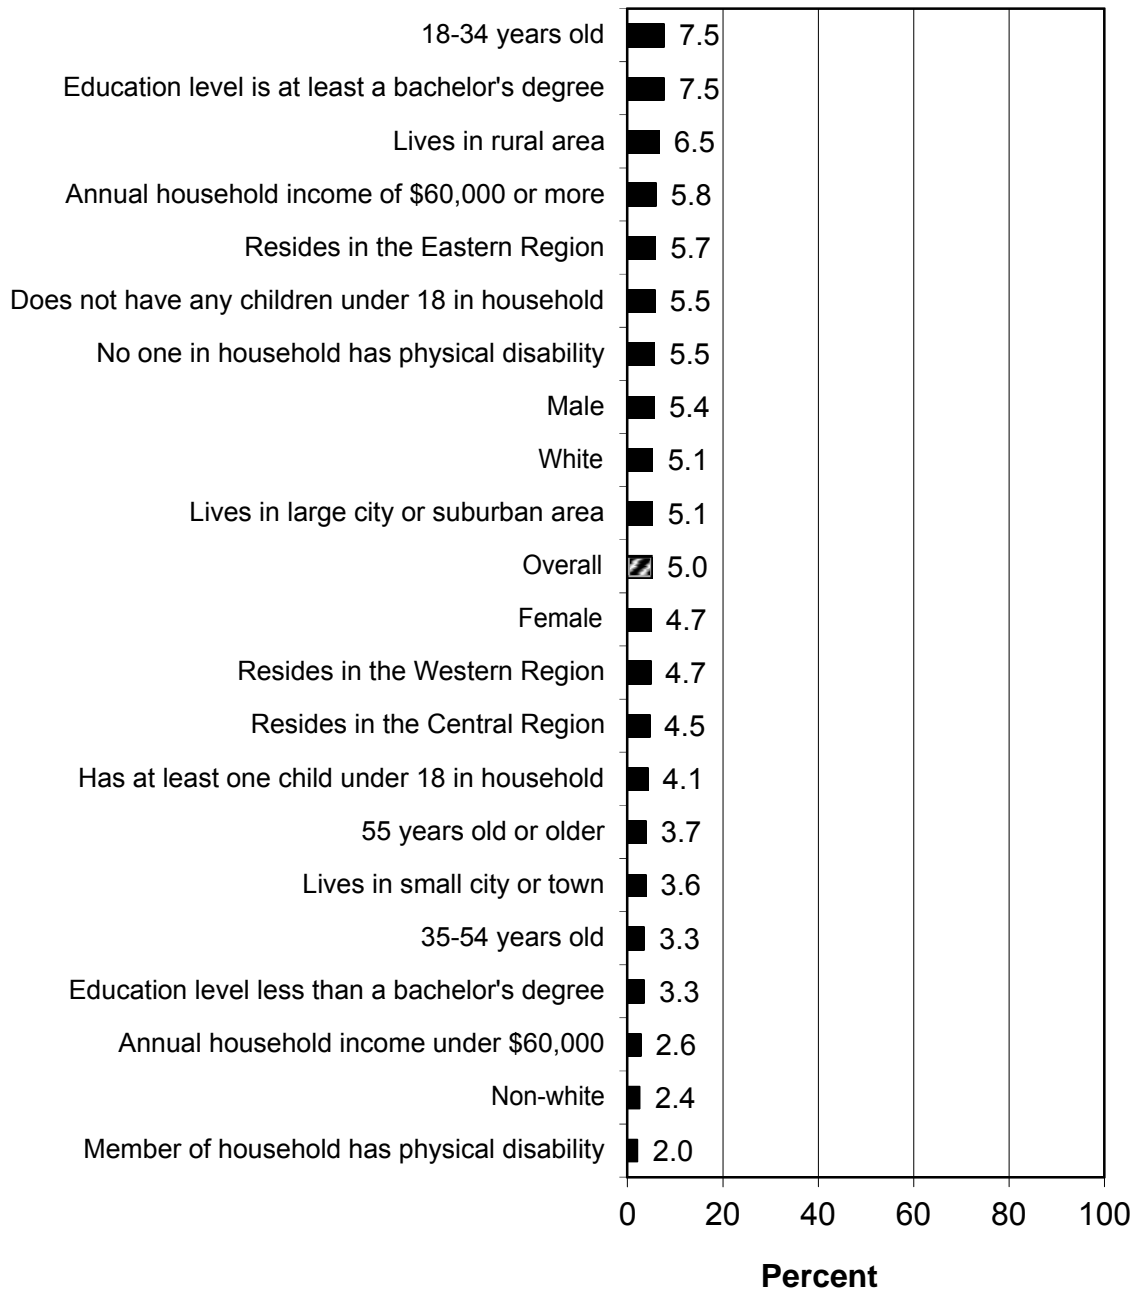 18-34 years old 7.5
Education level is at least a bachelor's degree 7.5
Lives in rural area 6.5
Annual household income of $60,000 or more 5.8
Resides in the Eastern Region 5.7
Does not have any children under 18 in household 5.5
No one in household has physical disability 5.5
Male 5.4
White 5.1
Lives in large city or suburban area 5.1
Overall 5.0
Female 4.7
Resides in the Western Region 4.7
Resides in the Central Region 4.5
Has at least one child under 18 in household 4.1
55 years old or older 3.7
Lives in small city or town 3.6
35-54 years old 3.3
Education level less than a bachelor's degree 3.3
Annual household income under $60,000 2.6
Non-white 2.4
Member of household has physical disability 2.0
0 20 40 60 80 100
Percent